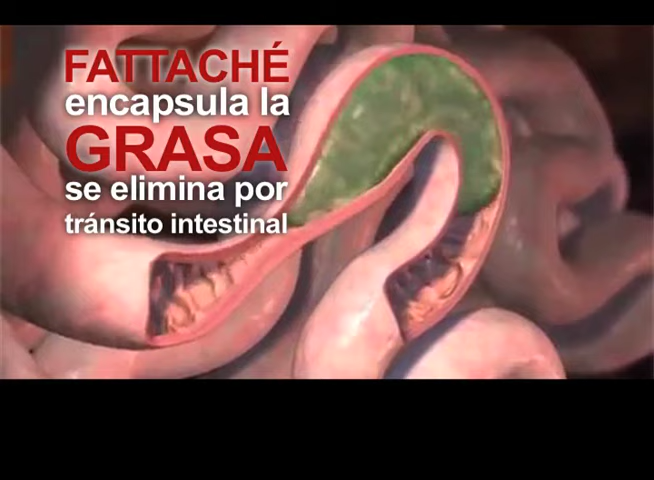 FATTACHÉ
encapsula la
GRASA
se elimina por
tránsito intestinal